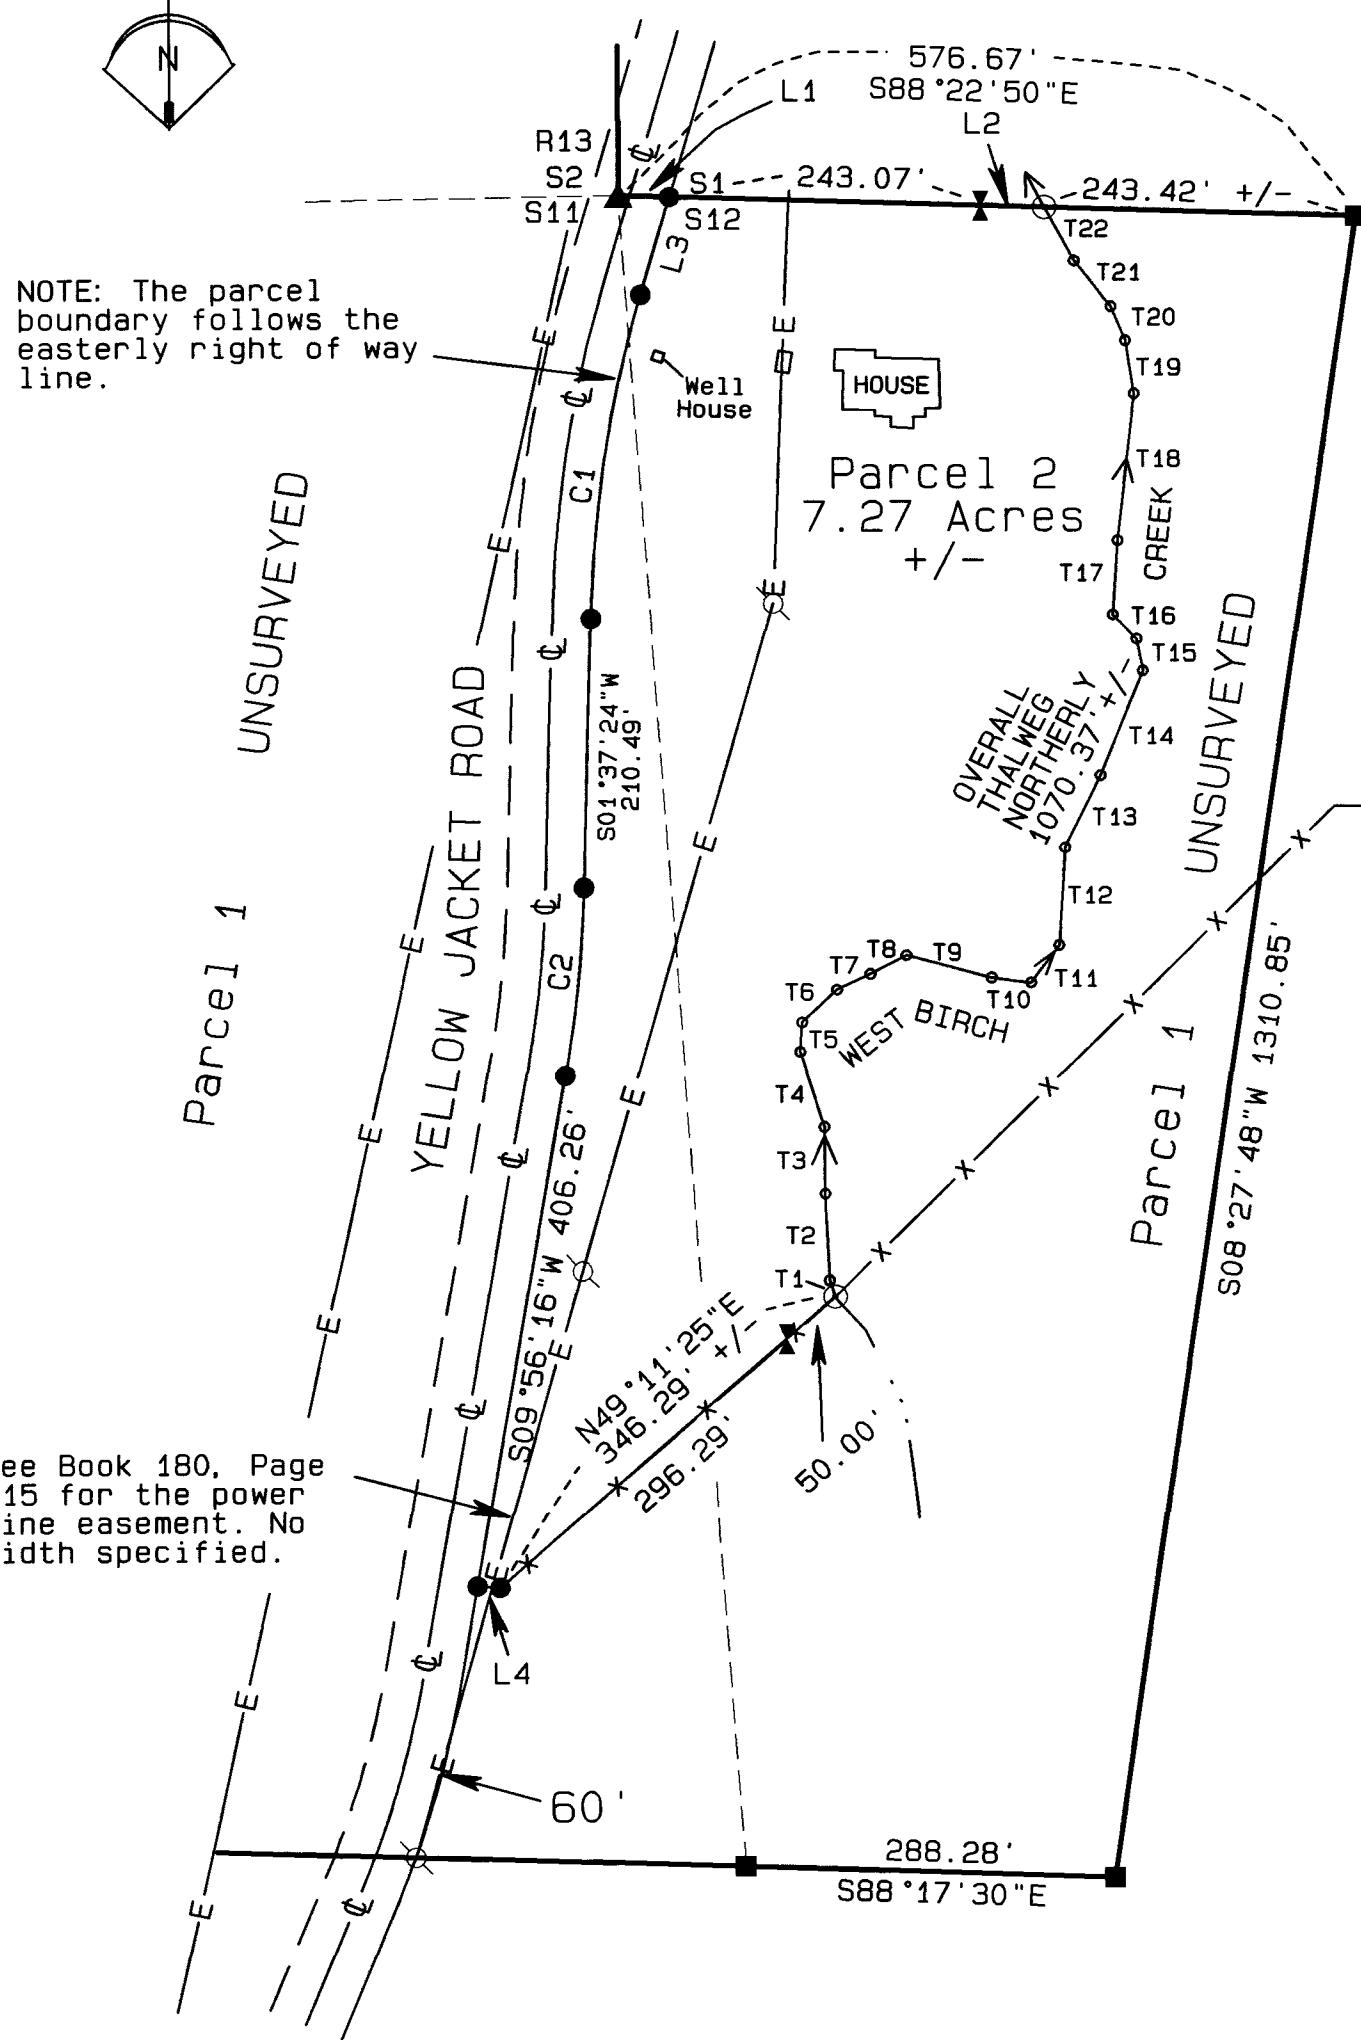 N
576.67'
S88°22'50"E
L1
L2
R13
S2
S1
243.07'
243.42' +/-
S11
S12
T22
L3
T21
NOTE: The parcel
boundary follows the
easterly right of way
line.
E
E
T20
T19
Well
House
HOUSE
℄
℄
C1
Parcel 2
7.27 Acres
+/-
T18
CREEK
E
E
T17
T16
T15
UNSURVEYED
℄
S01°37'24"W
210.49'
OVERALL
THALWEG
NORTHERLY
1070.37'+/-
T14
T13
UNSURVEYED
X
E
YELLOW JACKET ROAD
℄
T12
X
Parcel 1
E
C2
T8
T9
T7
T6
T10
T11
X
WEST BIRCH
T5
T4
X
E
E
S08°27'48"W 1310.85'
Parcel 1
℄
T3
X
S09°56'16"W 406.26'
T2
X
T1
E
E
N49°11'25"E
346.29' +/-
296.29'
50.00'
℄
ee Book 180, Page
15 for the power
ine easement. No
idth specified.
E
L4
℄
E
E
60'
288.28'
S88°17'30"E
E
℄